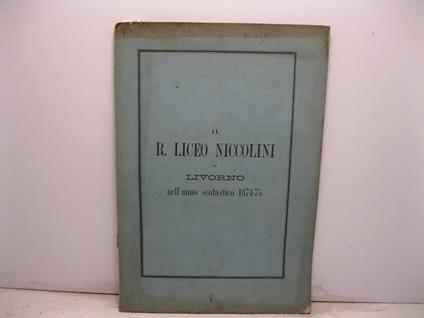 IL
R. LICEO NICCOLINI
DI
LIVORNO
nell'anno scolastico 1874-75